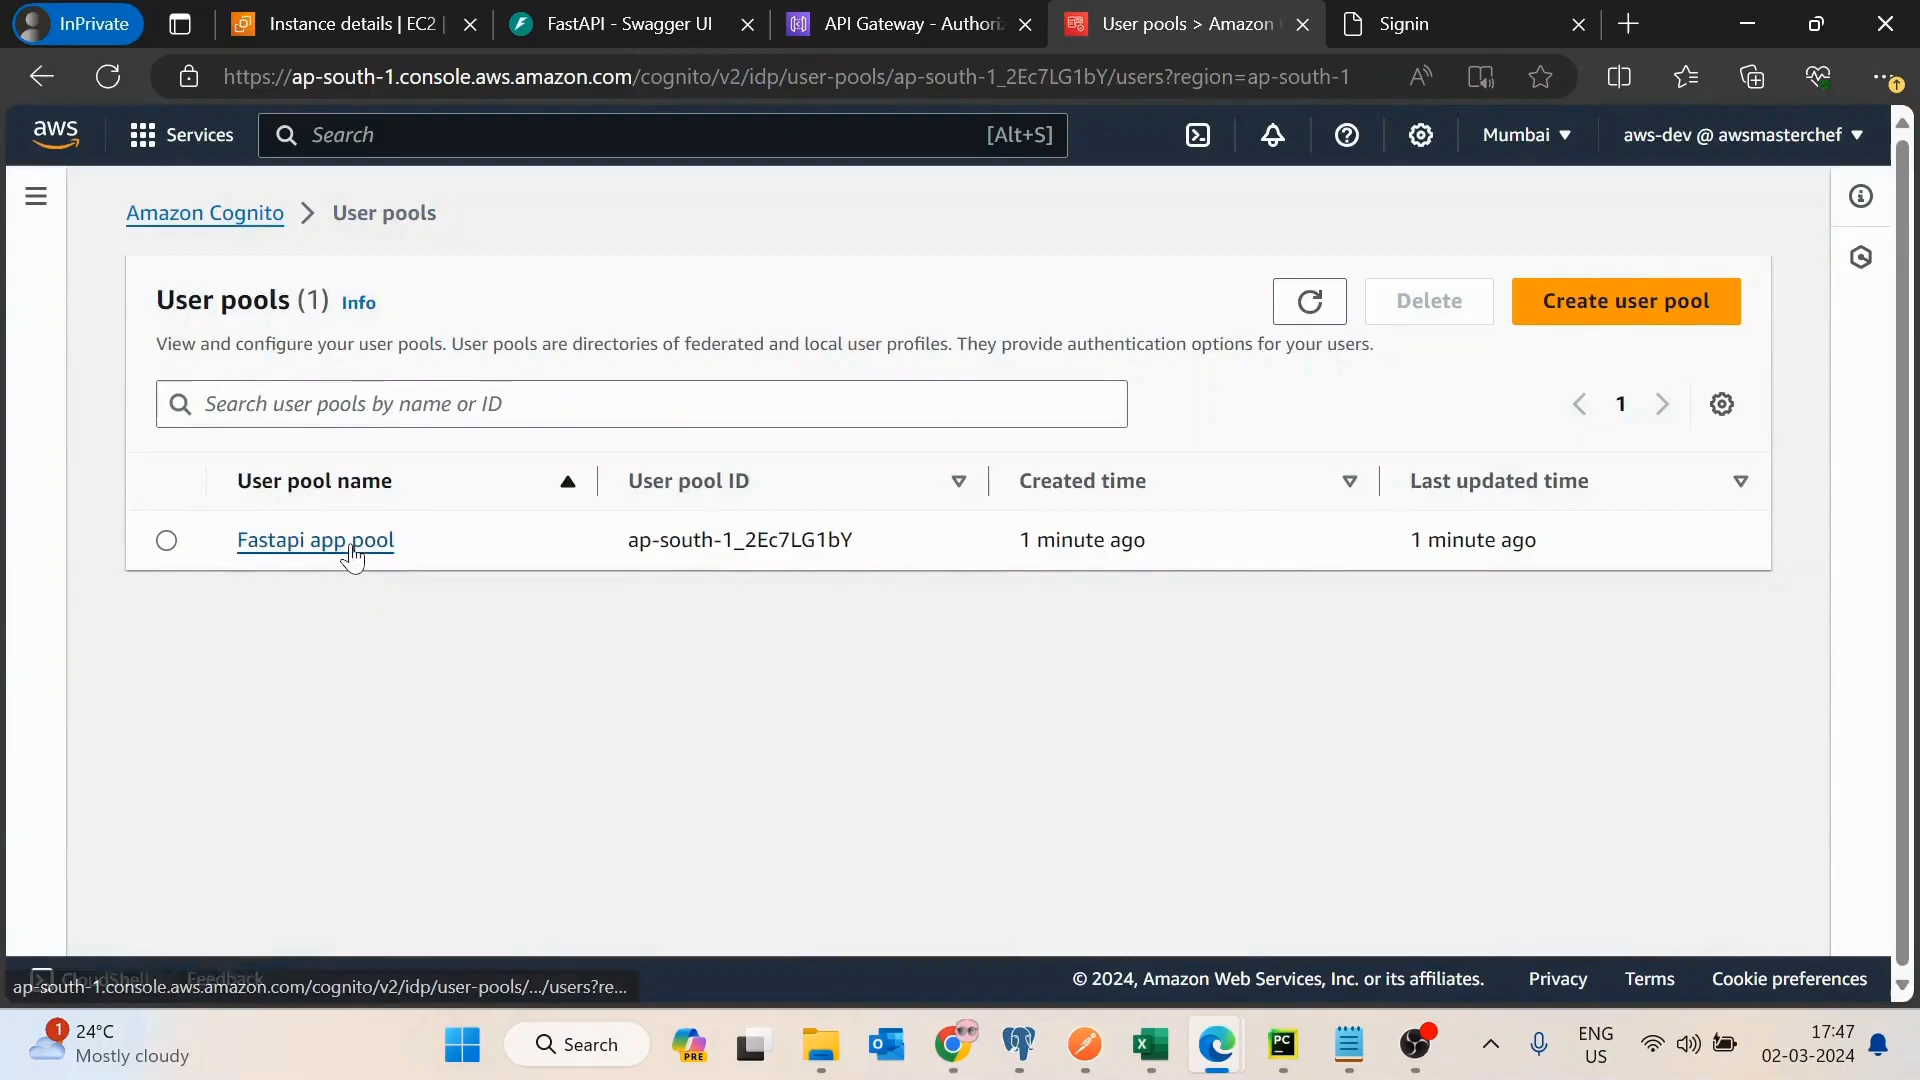 InPrivate
Instance details | EC2
FastAPI - Swagger UI
API Gateway - Authori
User pools > Amazon
Signin
https://ap-south-1.console.aws.amazon.com/cognito/v2/idp/user-pools/ap-south-1_2Ec7LG1bY/users?region=ap-south-1
aws
Services
Search
[Alt+S]
Mumbai
aws-dev @ awsmasterchef
Amazon Cognito
User pools
User pools (1) Info
Delete
Create user pool
View and configure your user pools. User pools are directories of federated and local user profiles. They provide authentication options for your users.
Search user pools by name or ID
1
User pool name
User pool ID
Created time
Last updated time
Fastapi app pool
ap-south-1_2Ec7LG1bY
1 minute ago
1 minute ago
CloudShell
Feedback
ap-south-1.console.aws.amazon.com/cognito/v2/idp/user-pools/.../users?re...
© 2024, Amazon Web Services, Inc. or its affiliates.
Privacy
Terms
Cookie preferences
1
24°C
Mostly cloudy
Search
PRE
PC
ENG
US
17:47
02-03-2024